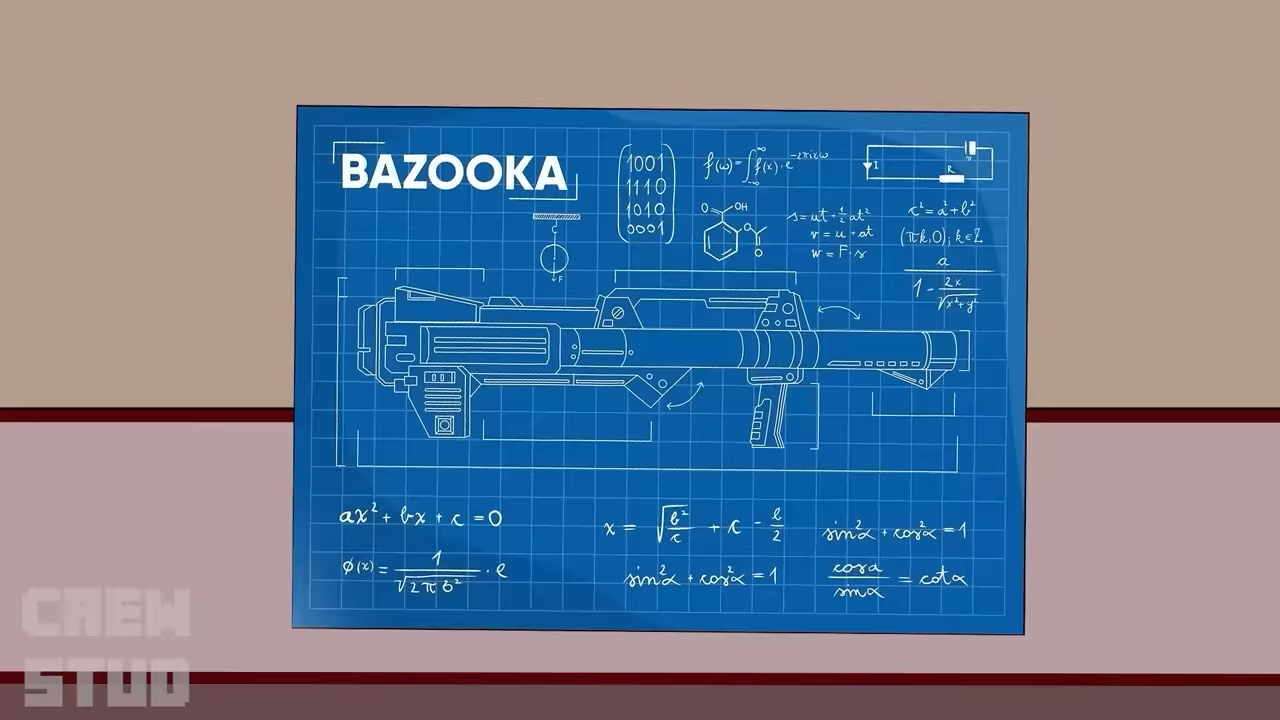 BAZOOKA
1001
1110
1010
0001
f(ω)=∫f(x)·e^-2πixω
∞
-∞
I
R
O
OH
O
O
s=ut+½at²
v=u+at
w=F·s
c²=a²+b²
(πk,0); k∈Z
a
1-2x/√x²+y²
F
ax²+bx+c=0
φ(x)=1/√2πσ²·e
x=√b²/c+c-b/2
sin²α+cos²α=1
sin²α+cos²α=1
cosα/sinα=cotα
CREW
STUD